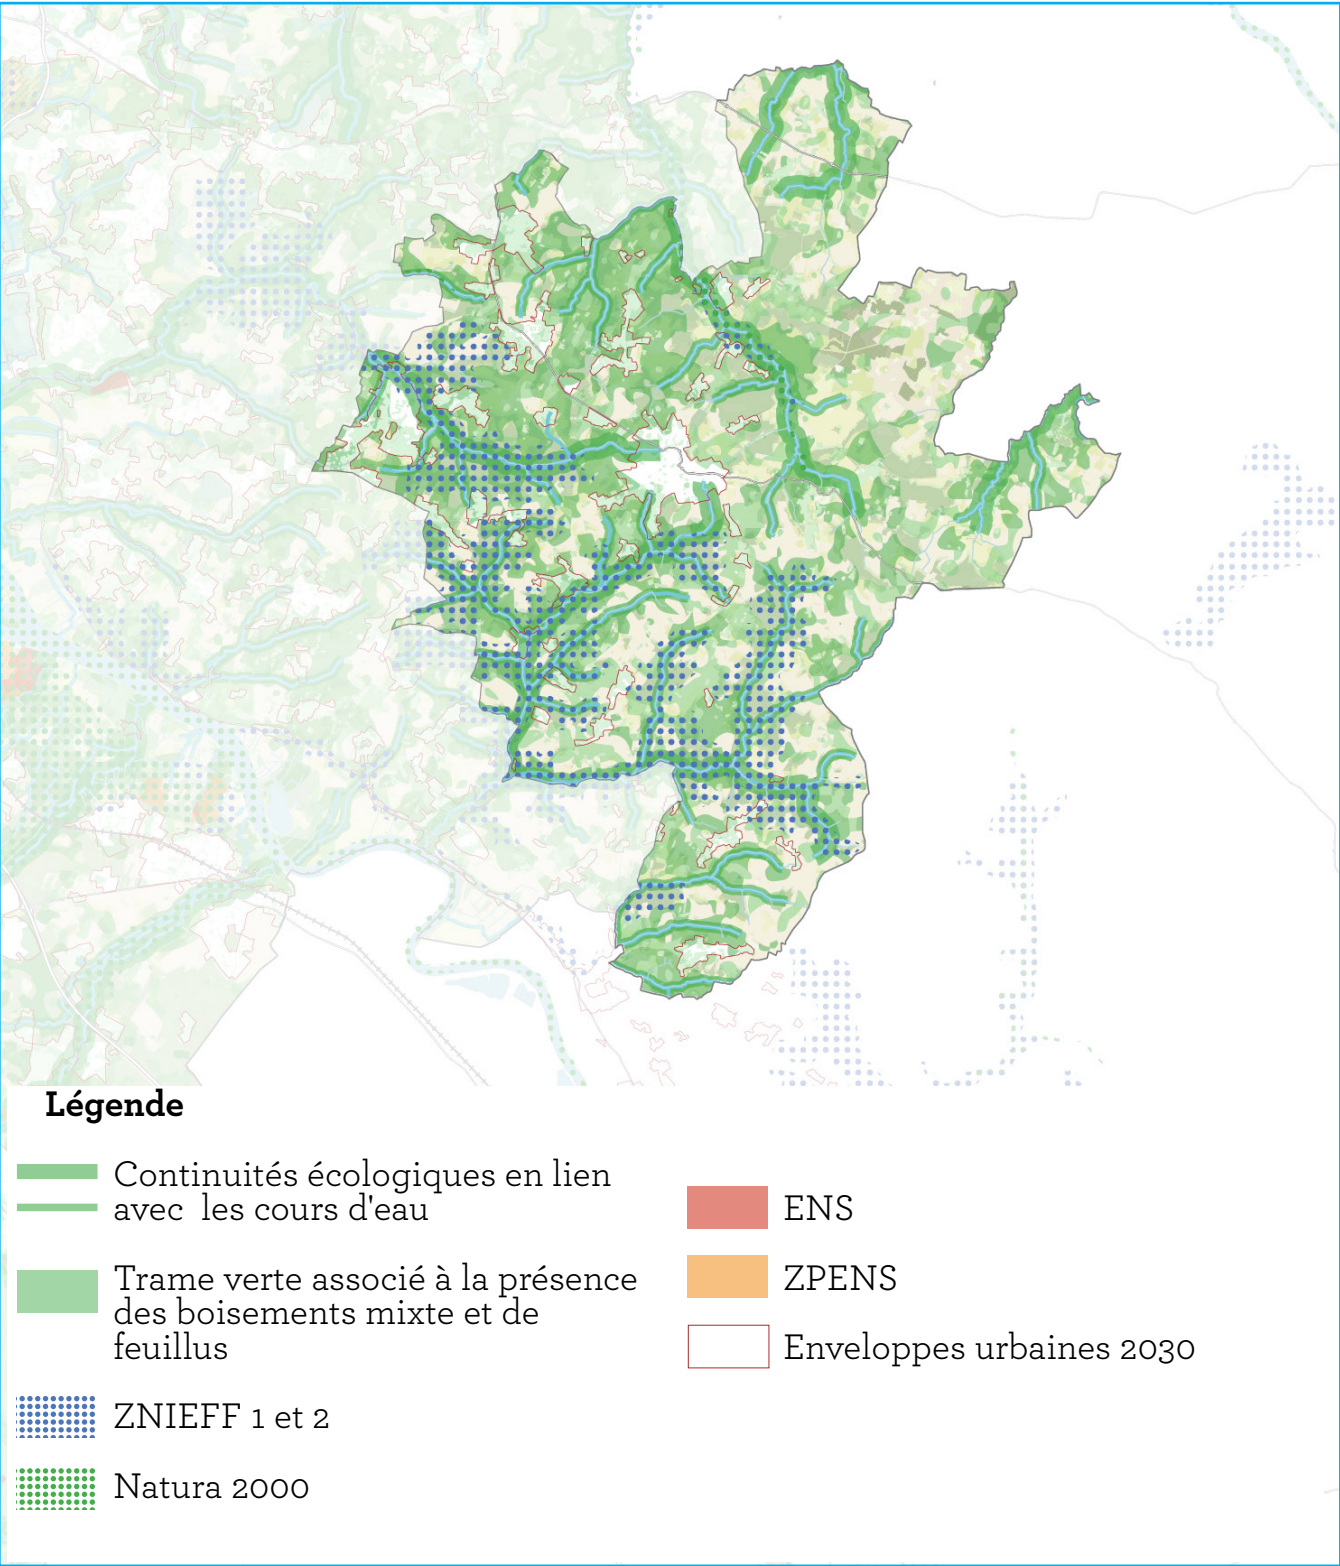 Légende
Continuités écologiques en lien
avec  les cours d'eau
Trame verte associé à la présence
des boisements mixte et de
feuillus
ZNIEFF 1 et 2
Natura 2000
ENS
ZPENS
Enveloppes urbaines 2030